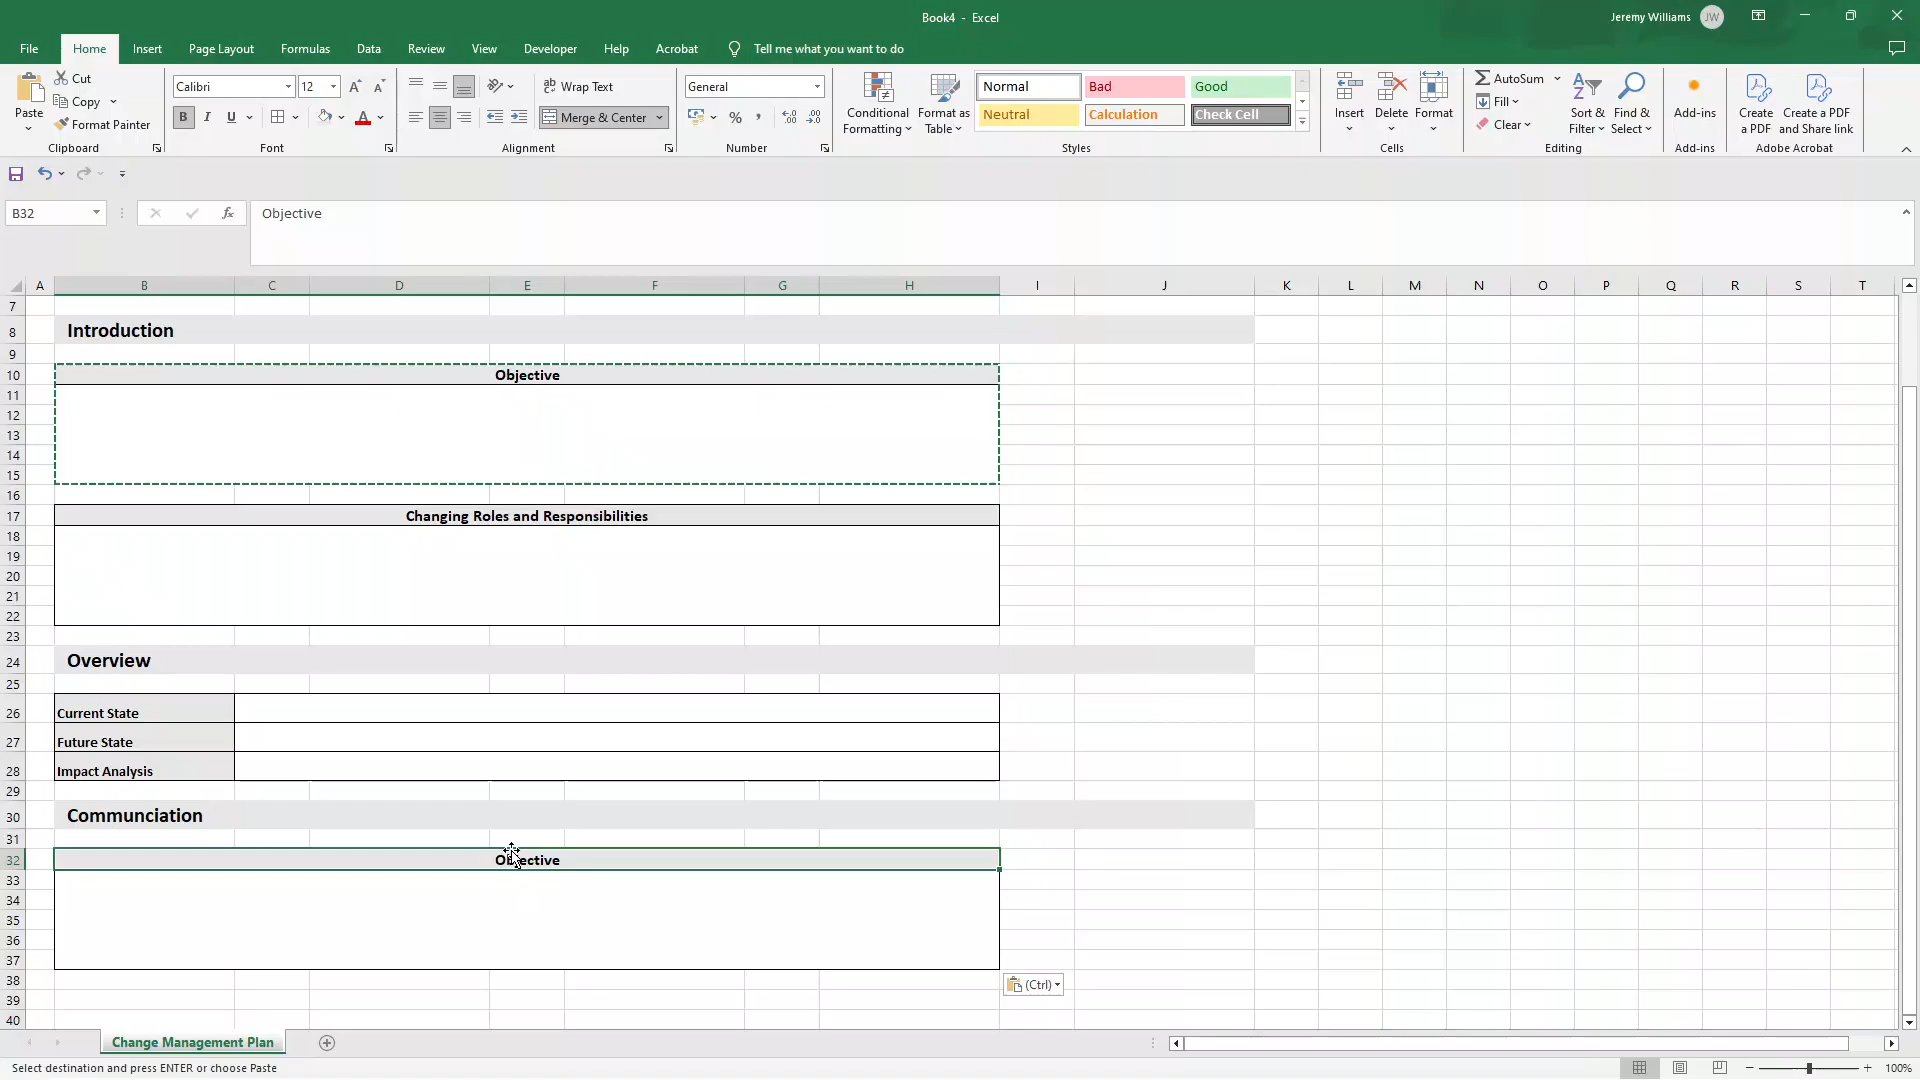 Book4 - Excel
Jeremy Williams JW
File Home Insert Page Layout Formulas Data Review View Developer Help Acrobat Tell me what you want to do
Paste
Cut
Copy
Format Painter
Clipboard
Calibri 12
B I U
Font
Wrap Text
Merge & Center
Alignment
General
Number
Conditional Formatting
Format as Table
Normal Bad Good
Neutral Calculation Check Cell
Styles
Insert Delete Format
Cells
AutoSum
Fill
Clear
Sort & Filter
Find & Select
Editing
Add-ins
Add-ins
Create a PDF
Create a PDF and Share link
Adobe Acrobat
B32 fx Objective
A B C D E F G H I J K L M N O P Q R S T
7
8 Introduction
9
10 Objective
11
12
13
14
15
16
17 Changing Roles and Responsibilities
18
19
20
21
22
23
24 Overview
25
26 Current State
27 Future State
28 Impact Analysis
29
30 Communciation
31
32 Objective
33
34
35
36
37
38 (Ctrl)
39
40
Change Management Plan
Select destination and press ENTER or choose Paste
100%